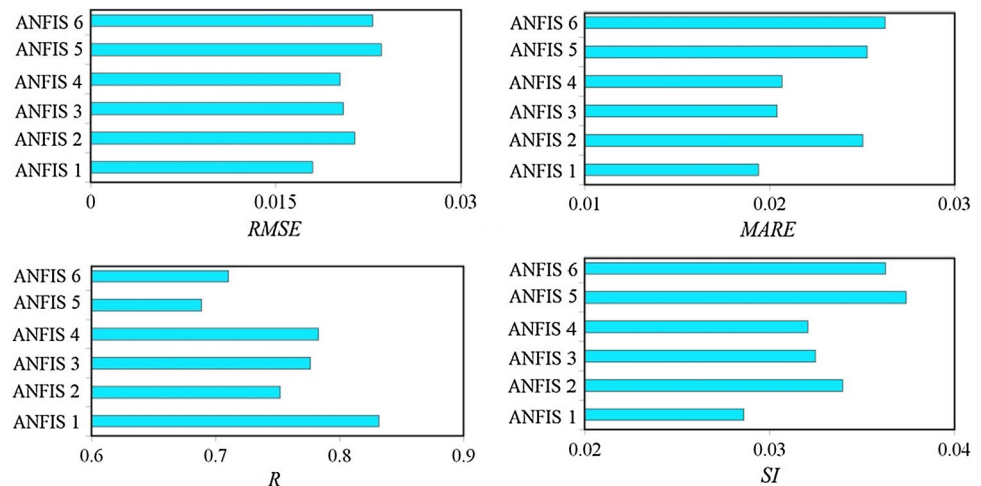 ANFIS 6
ANFIS 5
ANFIS 4
ANFIS 3
ANFIS 2
ANFIS 1
0 0.015 0.03
RMSE
ANFIS 6
ANFIS 5
ANFIS 4
ANFIS 3
ANFIS 2
ANFIS 1
0.01 0.02 0.03
MARE
ANFIS 6
ANFIS 5
ANFIS 4
ANFIS 3
ANFIS 2
ANFIS 1
0.6 0.7 0.8 0.9
R
ANFIS 6
ANFIS 5
ANFIS 4
ANFIS 3
ANFIS 2
ANFIS 1
0.02 0.03 0.04
SI